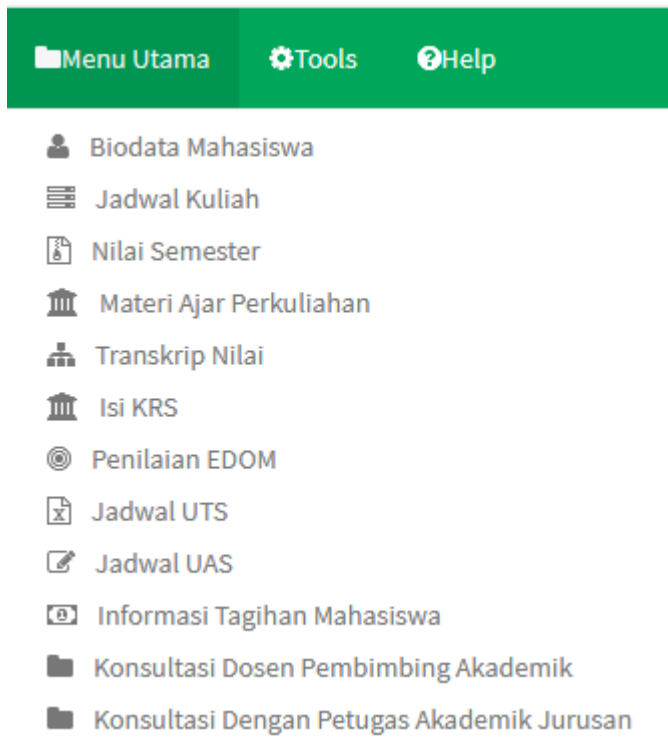 Menu Utama Tools Help
Biodata Mahasiswa
Jadwal Kuliah
Nilai Semester
Materi Ajar Perkuliahan
Transkrip Nilai
Isi KRS
Penilaian EDOM
Jadwal UTS
Jadwal UAS
Informasi Tagihan Mahasiswa
Konsultasi Dosen Pembimbing Akademik
Konsultasi Dengan Petugas Akademik Jurusan